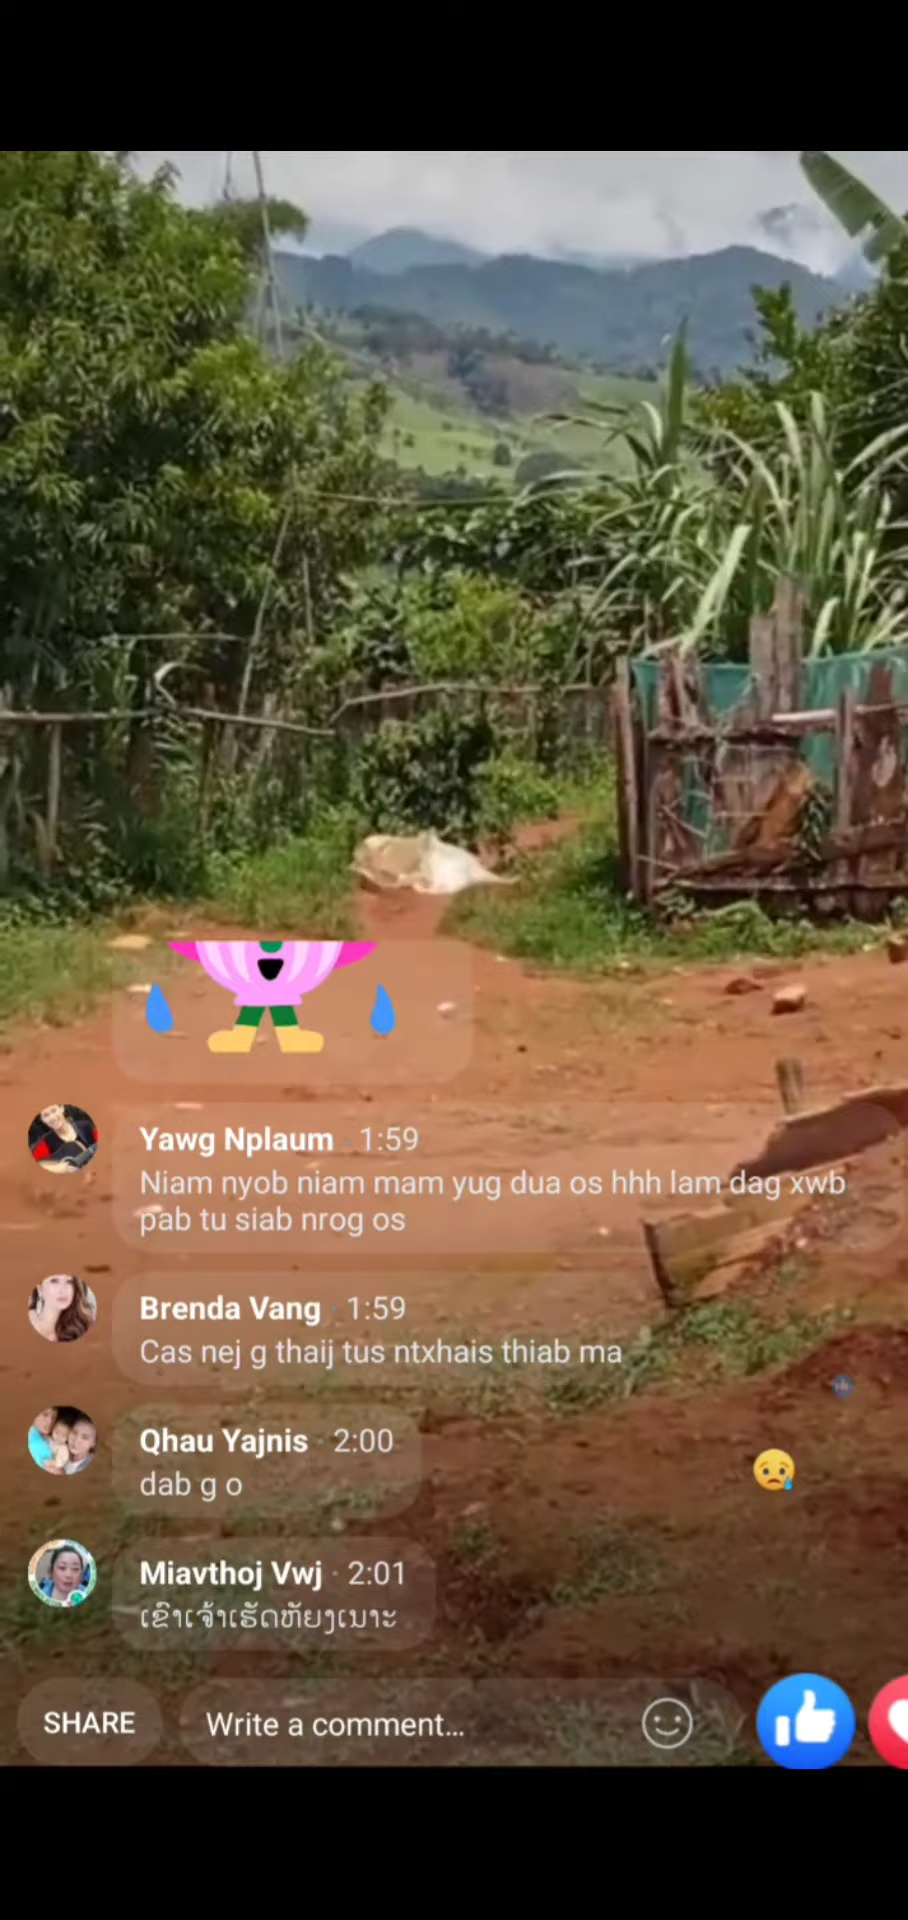 Yawg Nplaum · 1:59
Niam nyob niam mam yug dua os hhh lam dag xwb
pab tu siab nrog os
Brenda Vang · 1:59
Cas nej g thaij tus ntxhais thiab ma
Qhau Yajnis · 2:00
dab g o
Miavthoj Vwj · 2:01
ເຂົາເຈົ້າເຮັດຫັຍງເນາະ
SHARE
Write a comment...